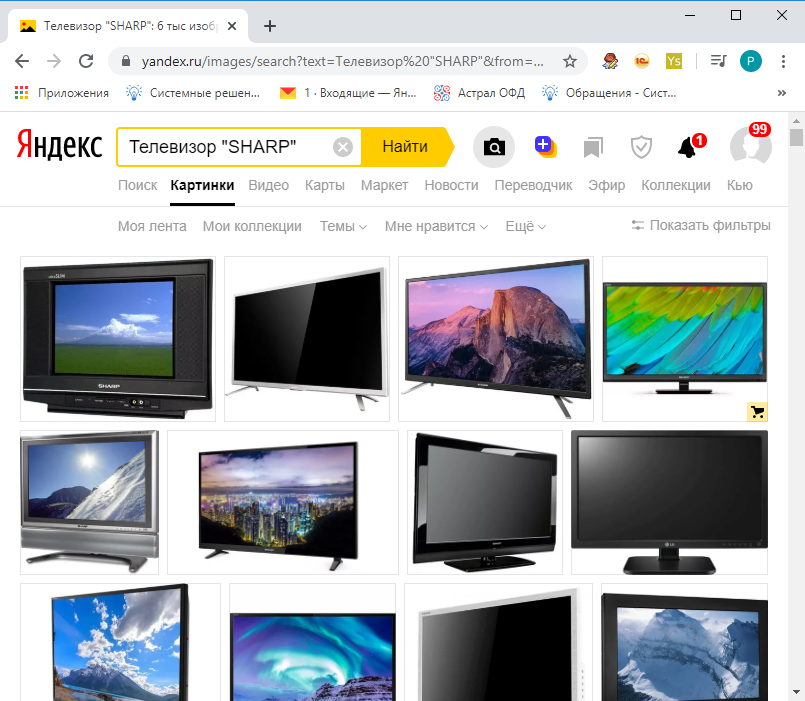 Телевизор "SHARP": 6 тыс изоб
yandex.ru/images/search?text=Телевизор%20"SHARP"&from=...
Ys
P
Приложения
Системные решен...
1 · Входящие — Ян...
Астрал ОФД
Обращения - Сист...
»
Яндекс
Телевизор "SHARP"
Найти
1
99
Поиск Картинки Видео Карты Маркет Новости Переводчик Эфир Коллекции Кью
Моя лента Мои коллекции Темы Мне нравится Ещё Показать фильтры
SHARP
LG